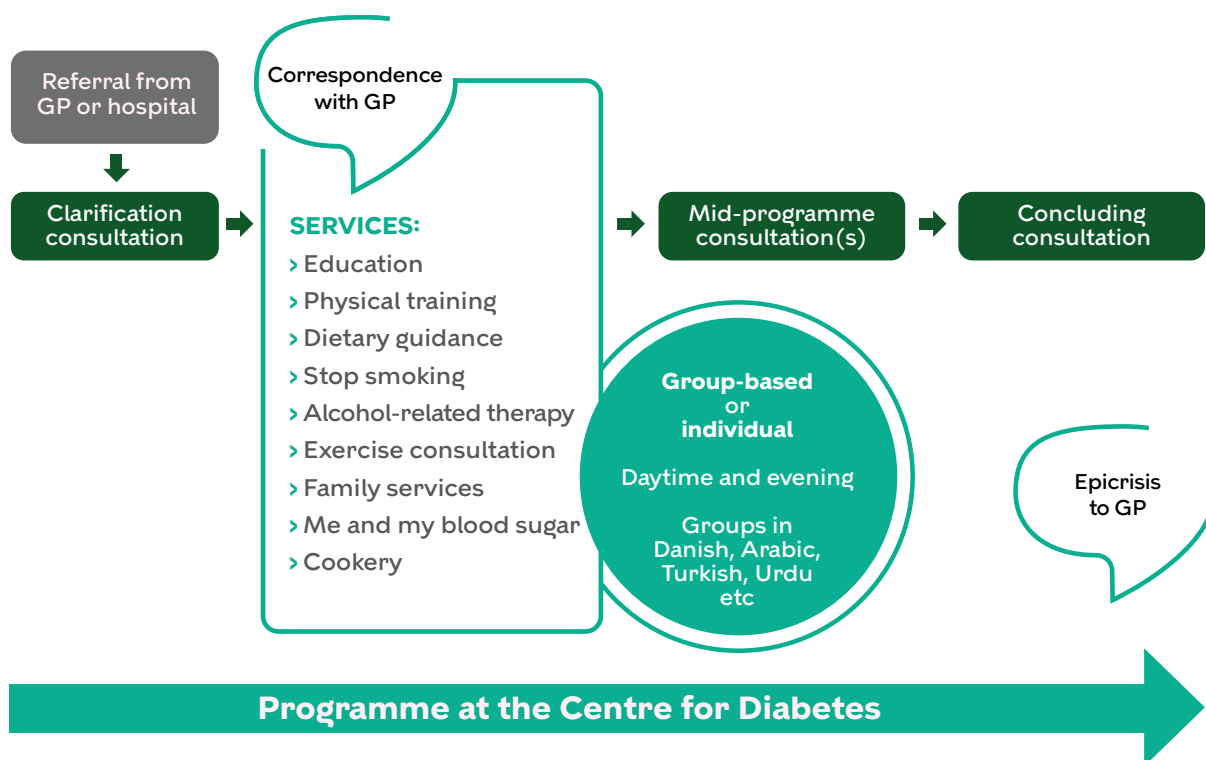 Referral from
GP or hospital
Clarification
consultation
Correspondence
with GP
SERVICES:
› Education
› Physical training
› Dietary guidance
› Stop smoking
› Alcohol-related therapy
› Exercise consultation
› Family services
› Me and my blood sugar
› Cookery
Mid-programme
consultation(s)
Concluding
consultation
Group-based
or
individual
Daytime and evening
Groups in
Danish, Arabic,
Turkish, Urdu
etc
Epicrisis
to GP
Programme at the Centre for Diabetes